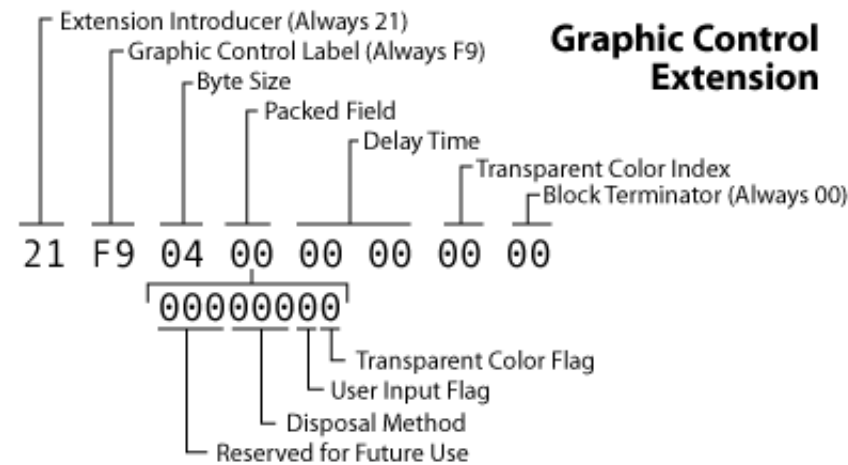 Extension Introducer (Always 21)
Graphic Control Label (Always F9)
Graphic Control
Extension
Byte Size
Packed Field
Delay Time
Transparent Color Index
Block Terminator (Always 00)
21 F9 04 00 00 00 00 00
00000000
Transparent Color Flag
User Input Flag
Disposal Method
Reserved for Future Use